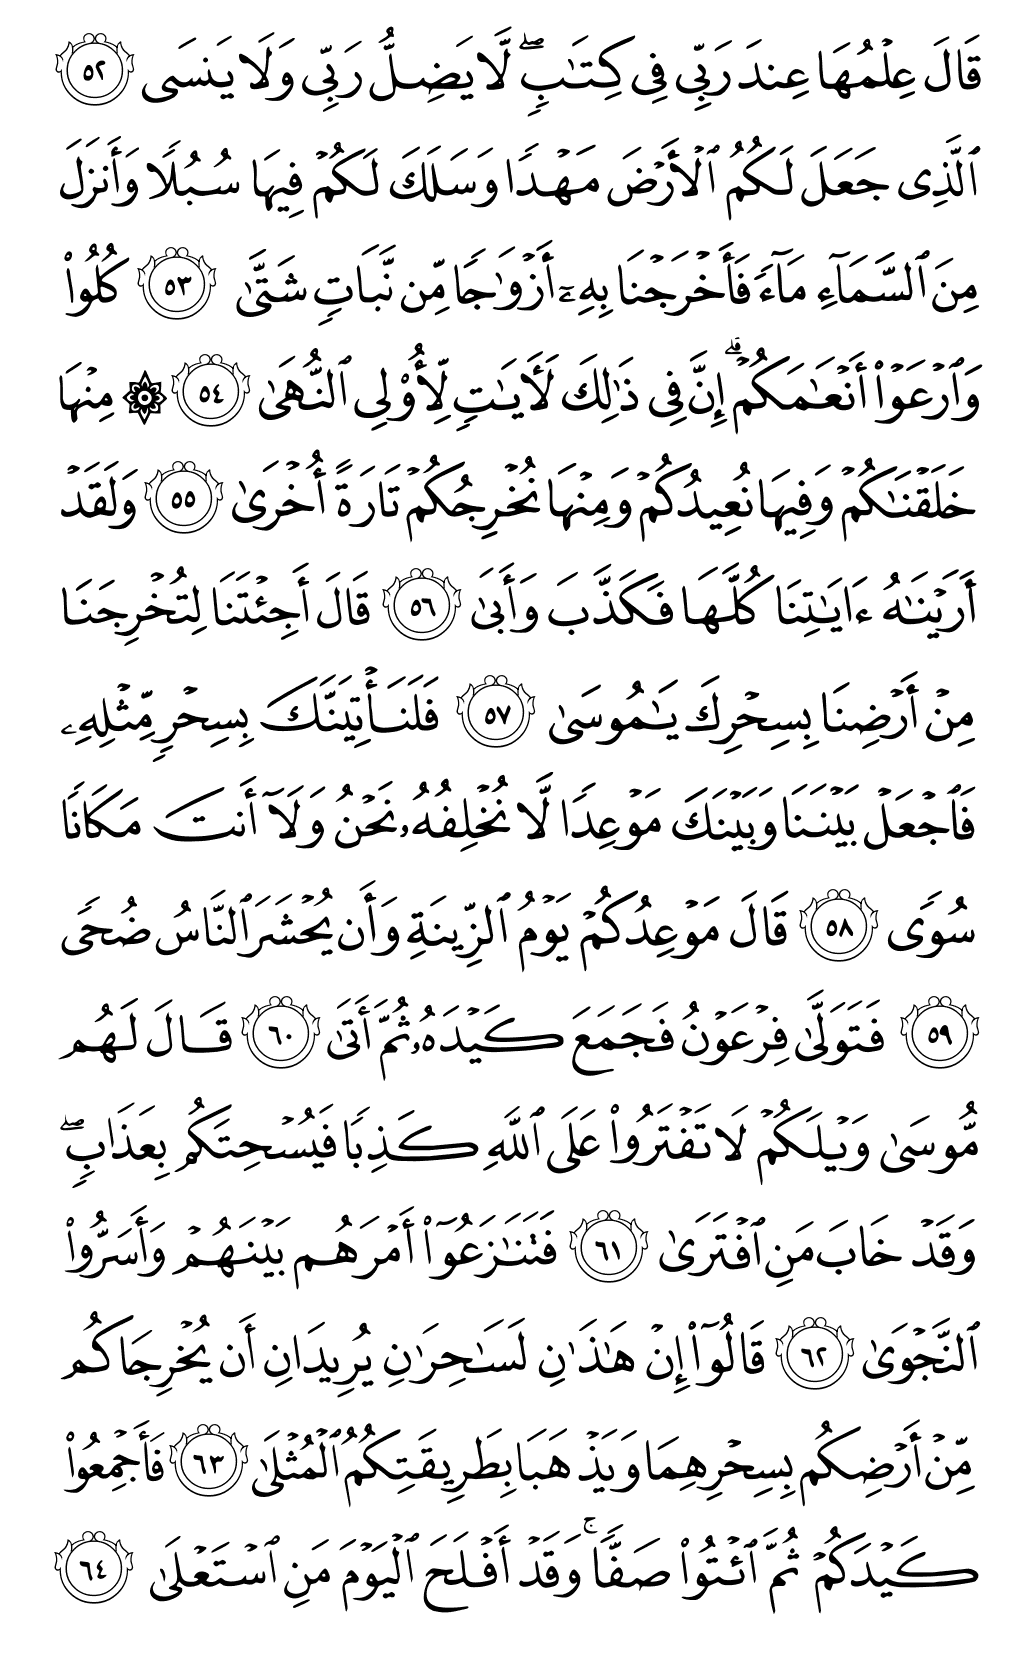 قَالَ عِلْمُهَا عِندَ رَبِّى فِى كِتَـٰبٍۖ لَّا يَضِلُّ رَبِّى وَلَا يَنسَى ٥٢
ٱلَّذِى جَعَلَ لَكُمُ ٱلْأَرْضَ مَهْدًا وَسَلَكَ لَكُمْ فِيهَا سُبُلًا وَأَنزَلَ
مِنَ ٱلسَّمَآءِ مَآءً فَأَخْرَجْنَا بِهِۦٓ أَزْوَٰجًا مِّن نَّبَاتٍ شَتَّىٰ ٥٣ كُلُوا۟
وَٱرْعَوْا۟ أَنْعَـٰمَكُمْۗ إِنَّ فِى ذَٰلِكَ لَـَٔايَـٰتٍ لِّأُو۟لِى ٱلنُّهَىٰ ٥٤ ۞ مِنْهَا
خَلَقْنَـٰكُمْ وَفِيهَا نُعِيدُكُمْ وَمِنْهَا نُخْرِجُكُمْ تَارَةً أُخْرَىٰ ٥٥ وَلَقَدْ
أَرَيْنَـٰهُ ءَايَـٰتِنَا كُلَّهَا فَكَذَّبَ وَأَبَىٰ ٥٦ قَالَ أَجِئْتَنَا لِتُخْرِجَنَا
مِنْ أَرْضِنَا بِسِحْرِكَ يَـٰمُوسَىٰ ٥٧ فَلَنَأْتِيَنَّكَ بِسِحْرٍ مِّثْلِهِۦ
فَٱجْعَلْ بَيْنَنَا وَبَيْنَكَ مَوْعِدًا لَّا نُخْلِفُهُۥ نَحْنُ وَلَآ أَنتَ مَكَانًا
سُوًى ٥٨ قَالَ مَوْعِدُكُمْ يَوْمُ ٱلزِّينَةِ وَأَن يُحْشَرَ ٱلنَّاسُ ضُحًى
٥٩ فَتَوَلَّىٰ فِرْعَوْنُ فَجَمَعَ كَيْدَهُۥ ثُمَّ أَتَىٰ ٦٠ قَالَ لَهُم
مُّوسَىٰ وَيْلَكُمْ لَا تَفْتَرُوا۟ عَلَى ٱللَّهِ كَذِبًا فَيُسْحِتَكُم بِعَذَابٍۖ
وَقَدْ خَابَ مَنِ ٱفْتَرَىٰ ٦١ فَتَنَـٰزَعُوٓا۟ أَمْرَهُم بَيْنَهُمْ وَأَسَرُّوا۟
ٱلنَّجْوَىٰ ٦٢ قَالُوٓا۟ إِنْ هَـٰذَٰنِ لَسَـٰحِرَٰنِ يُرِيدَانِ أَن يُخْرِجَاكُم
مِّنْ أَرْضِكُم بِسِحْرِهِمَا وَيَذْهَبَا بِطَرِيقَتِكُمُ ٱلْمُثْلَىٰ ٦٣ فَأَجْمِعُوا۟
كَيْدَكُمْ ثُمَّ ٱئْتُوا۟ صَفًّاۚ وَقَدْ أَفْلَحَ ٱلْيَوْمَ مَنِ ٱسْتَعْلَىٰ ٦٤